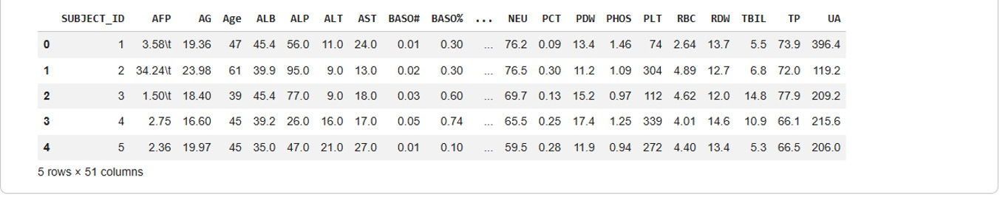 SUBJECT_ID AFP AG Age ALB ALP ALT AST BASO# BASO% ... NEU PCT PDW PHOS PLT RBC RDW TBIL TP UA
0 1 3.58\t 19.36 47 45.4 56.0 11.0 24.0 0.01 0.30 ... 76.2 0.09 13.4 1.46 74 2.64 13.7 5.5 73.9 396.4
1 2 34.24\t 23.98 61 39.9 95.0 9.0 13.0 0.02 0.30 ... 76.5 0.30 11.2 1.09 304 4.89 12.7 6.8 72.0 119.2
2 3 1.50\t 18.40 39 45.4 77.0 9.0 18.0 0.03 0.60 ... 69.7 0.13 15.2 0.97 112 4.62 12.0 14.8 77.9 209.2
3 4 2.75 16.60 45 39.2 26.0 16.0 17.0 0.05 0.74 ... 65.5 0.25 17.4 1.25 339 4.01 14.6 10.9 66.1 215.6
4 5 2.36 19.97 45 35.0 47.0 21.0 27.0 0.01 0.10 ... 59.5 0.28 11.9 0.94 272 4.40 13.4 5.3 66.5 206.0
5 rows × 51 columns